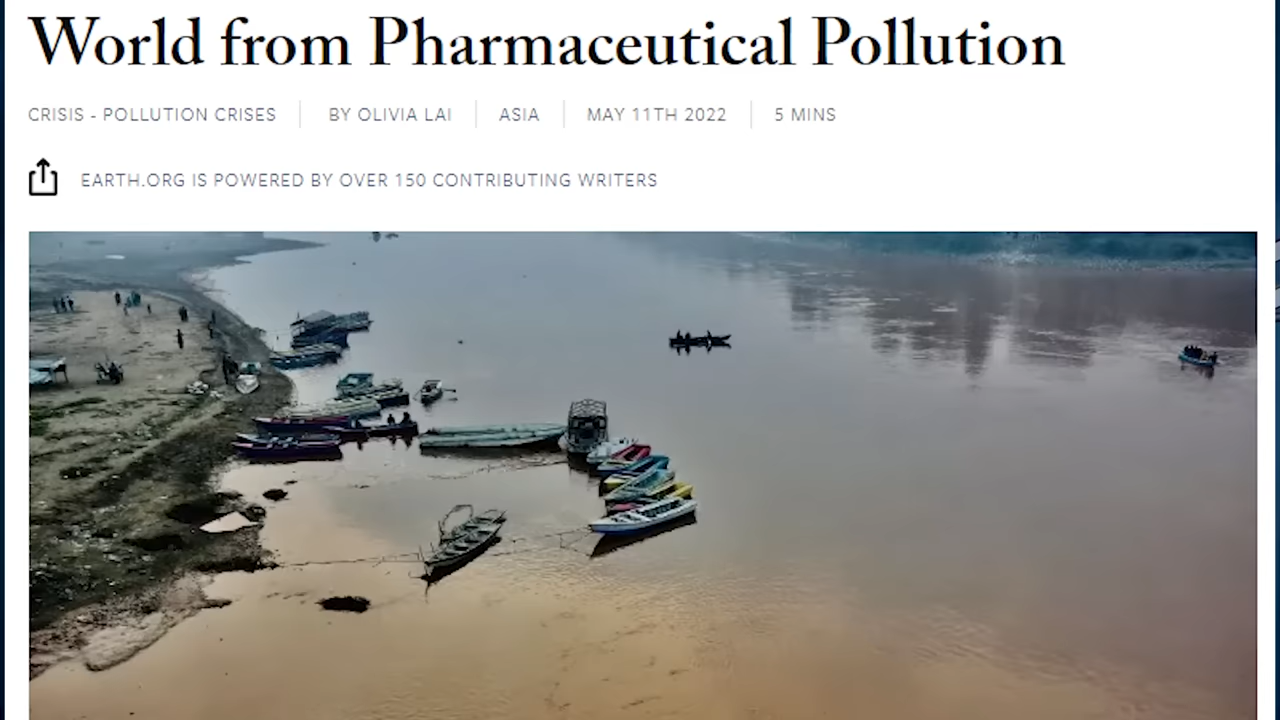 World from Pharmaceutical Pollution
CRISIS - POLLUTION CRISES BY OLIVIA LAI ASIA MAY 11TH 2022 5 MINS
EARTH.ORG IS POWERED BY OVER 150 CONTRIBUTING WRITERS